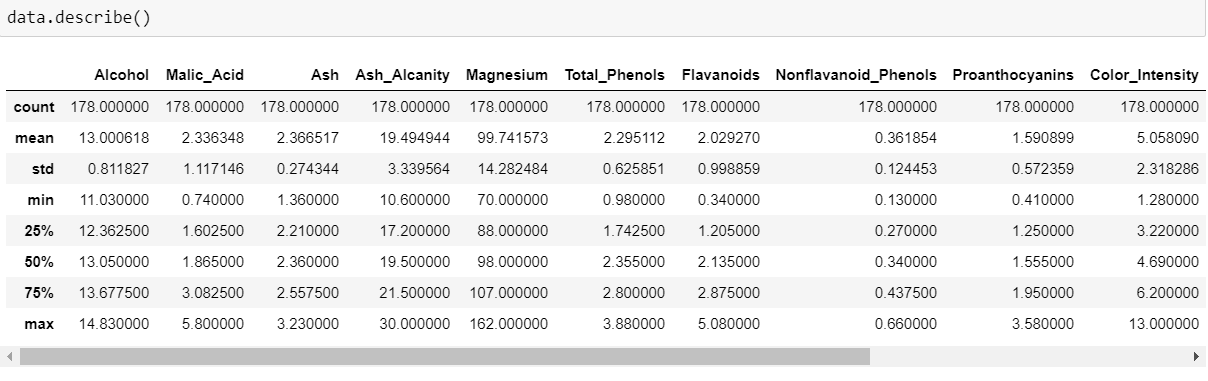 data.describe()
Alcohol Malic_Acid Ash Ash_Alcanity Magnesium Total_Phenols Flavanoids Nonflavanoid_Phenols Proanthocyanins Color_Intensity
count 178.000000 178.000000 178.000000 178.000000 178.000000 178.000000 178.000000 178.000000 178.000000 178.000000
mean 13.000618 2.336348 2.366517 19.494944 99.741573 2.295112 2.029270 0.361854 1.590899 5.058090
std 0.811827 1.117146 0.274344 3.339564 14.282484 0.625851 0.998859 0.124453 0.572359 2.318286
min 11.030000 0.740000 1.360000 10.600000 70.000000 0.980000 0.340000 0.130000 0.410000 1.280000
25% 12.362500 1.602500 2.210000 17.200000 88.000000 1.742500 1.205000 0.270000 1.250000 3.220000
50% 13.050000 1.865000 2.360000 19.500000 98.000000 2.355000 2.135000 0.340000 1.555000 4.690000
75% 13.677500 3.082500 2.557500 21.500000 107.000000 2.800000 2.875000 0.437500 1.950000 6.200000
max 14.830000 5.800000 3.230000 30.000000 162.000000 3.880000 5.080000 0.660000 3.580000 13.000000